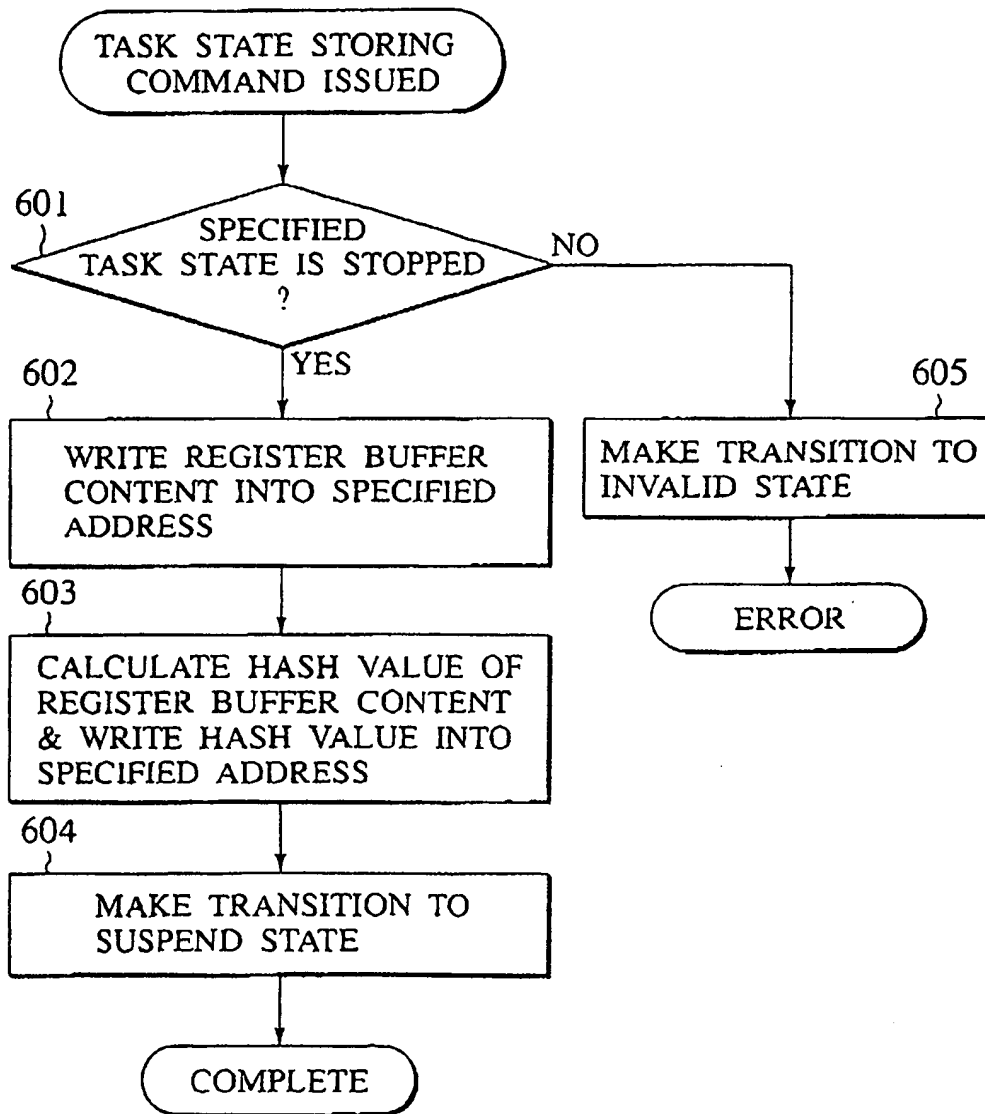 TASK STATE STORING
COMMAND ISSUED
601
SPECIFIED
TASK STATE IS STOPPED
?
NO
YES
602
WRITE REGISTER BUFFER
CONTENT INTO SPECIFIED
ADDRESS
605
MAKE TRANSITION TO
INVALID STATE
603
CALCULATE HASH VALUE OF
REGISTER BUFFER CONTENT
& WRITE HASH VALUE INTO
SPECIFIED ADDRESS
ERROR
604
MAKE TRANSITION TO
SUSPEND STATE
COMPLETE